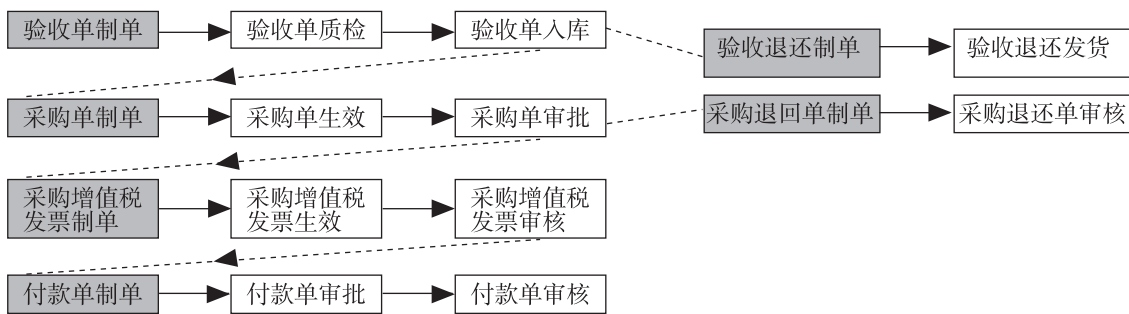 验收单制单
验收单质检
验收单入库
验收退还制单
验收退还发货
采购单制单
采购单生效
采购单审批
采购退回单制单
采购退还单审核
采购增值税
发票制单
采购增值税
发票生效
采购增值税
发票审核
付款单制单
付款单审批
付款单审核